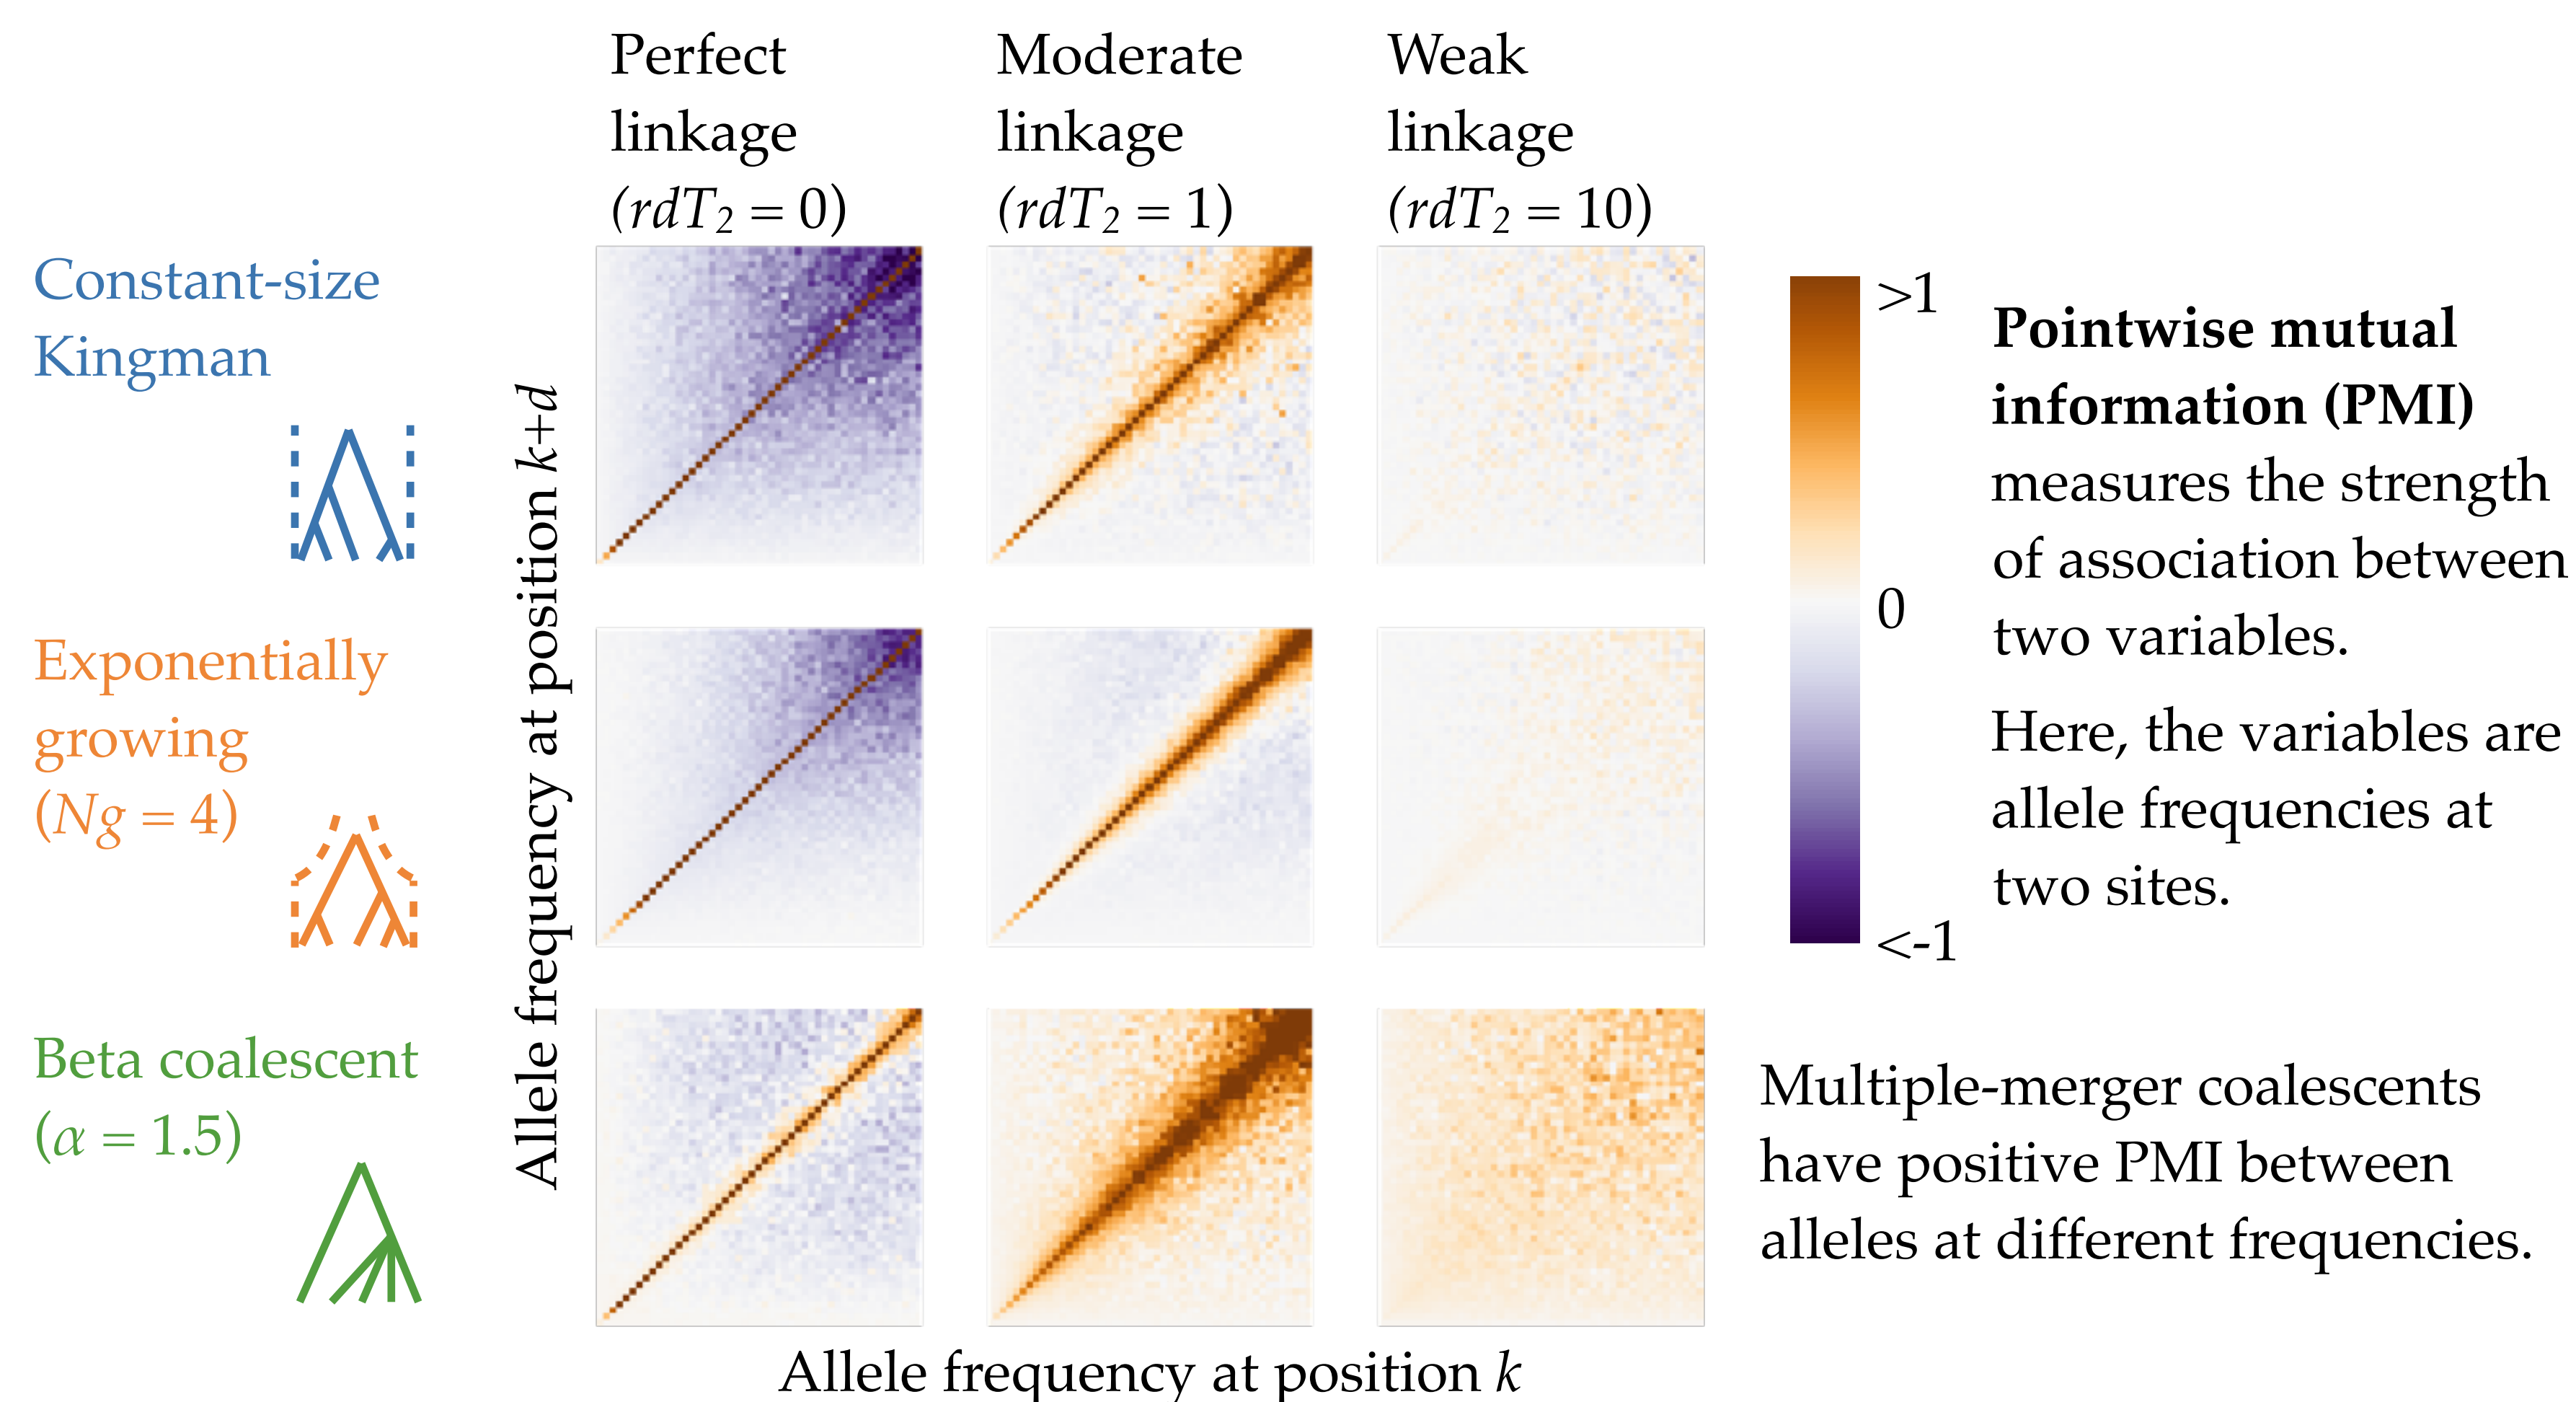 Perfect
linkage
(rdT₂ = 0)
Moderate
linkage
(rdT₂ = 1)
Weak
linkage
(rdT₂ = 10)
Constant-size
Kingman
Exponentially
growing
(Ng = 4)
Beta coalescent
(α = 1.5)
Allele frequency at position k+d
Allele frequency at position k
>1
0
<-1
Pointwise mutual
information (PMI)
measures the strength
of association between
two variables.
Here, the variables are
allele frequencies at
two sites.
Multiple-merger coalescents
have positive PMI between
alleles at different frequencies.